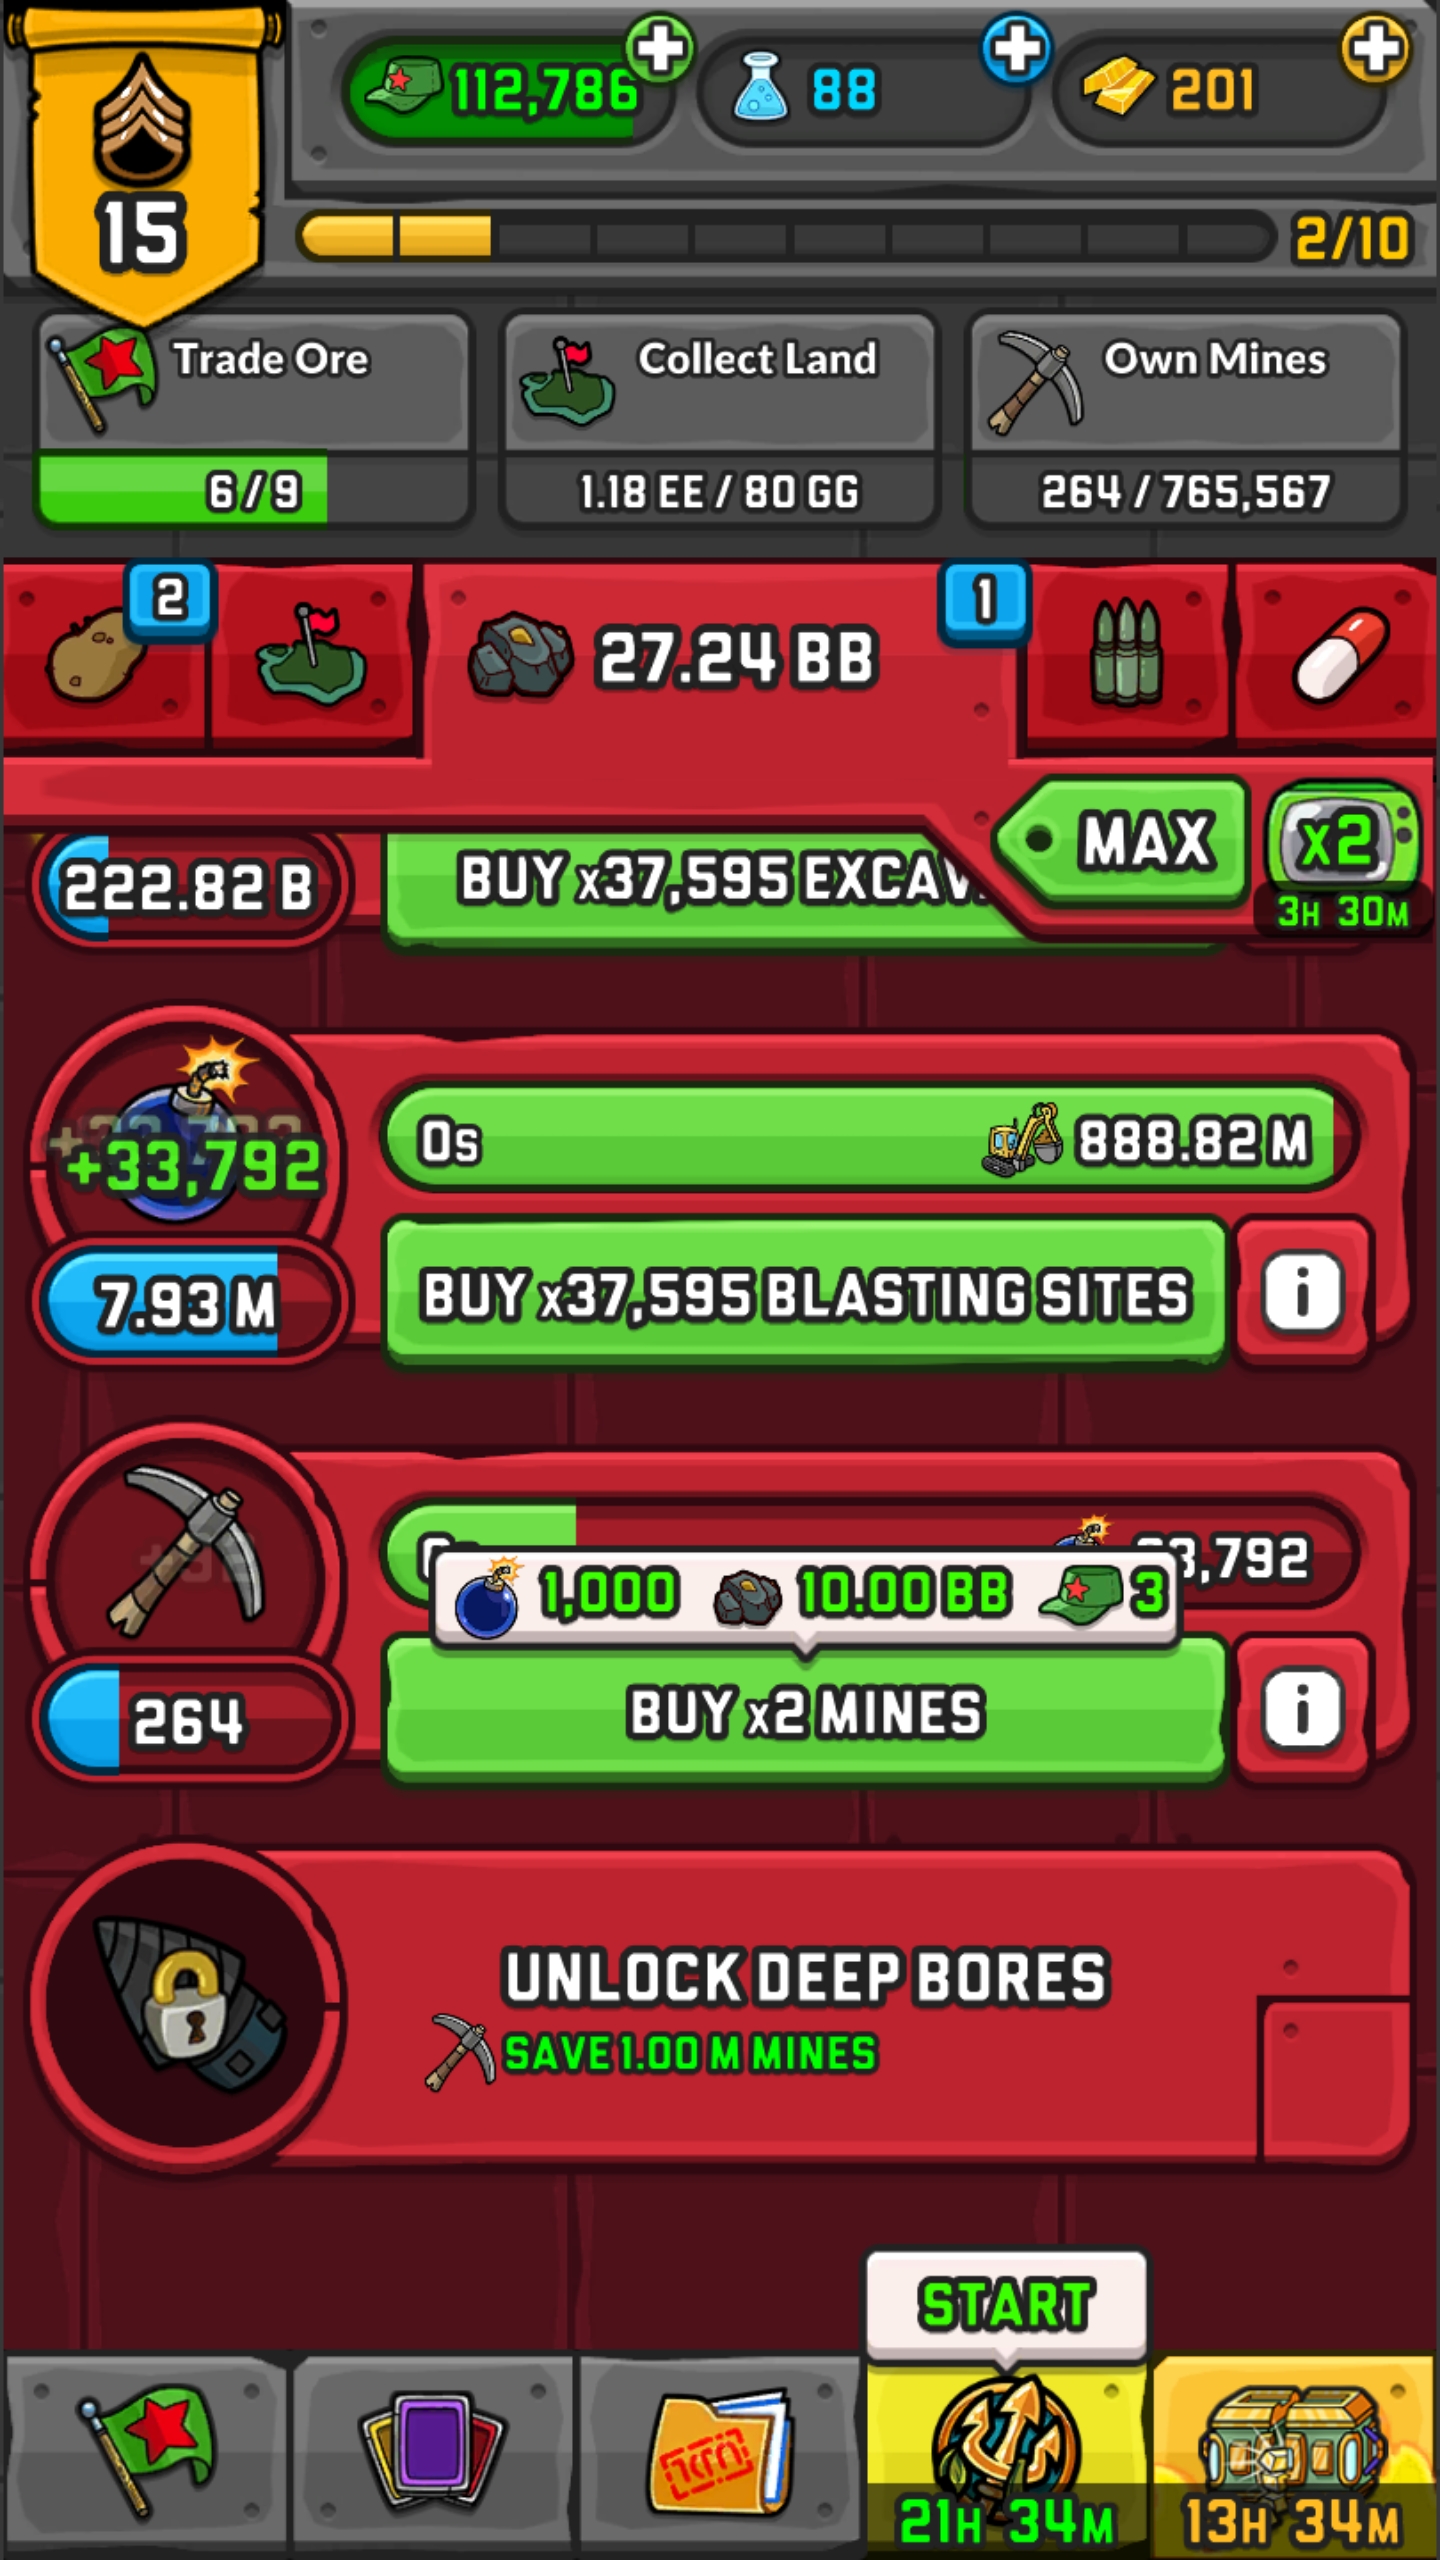 112,786
88
201
15
2/10
Trade Ore
Collect Land
Own Mines
6/9
1.18 EE / 80 GG
264 / 765,567
2
27.24 BB
1
MAX
x2
3H 30M
222.82 B
BUY x37,595 EXCAV
+33,792
0s
888.82 M
7.93 M
BUY x37,595 BLASTING SITES
3,792
1,000
10.00 BB
3
264
BUY x2 MINES
UNLOCK DEEP BORES
SAVE 1.00 M MINES
START
21H 34M
13H 34M